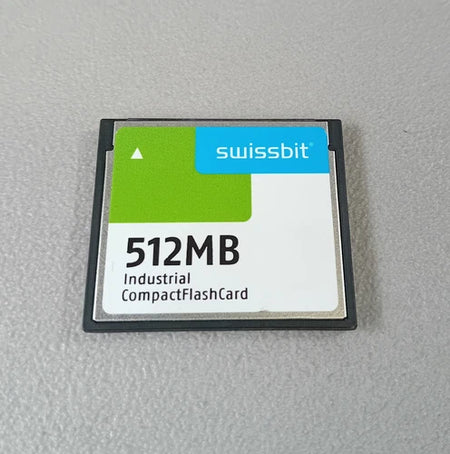 swissbit®
512MB
Industrial
CompactFlashCard